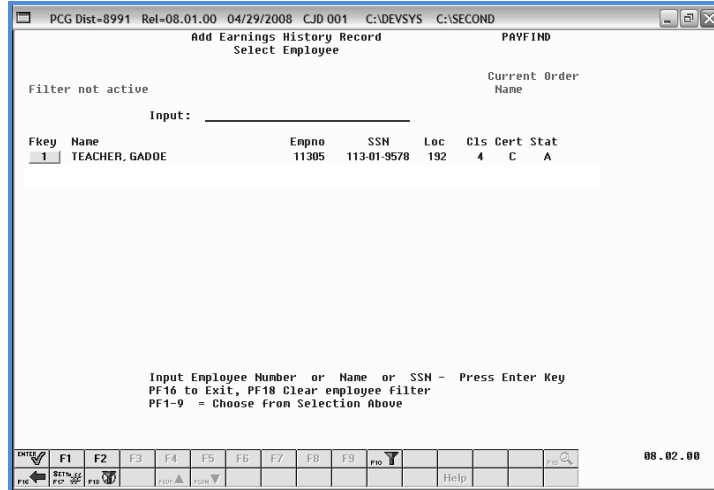 PCG Dist=8991 Rel=08.01.00 04/29/2008 CJD 001 C:\DEVSYS C:\SECOND
Add Earnings History Record PAYFIND
Select Employee
Current Order
Filter not active Name
Input:
Fkey Name Empno SSN Loc Cls Cert Stat
1 TEACHER, GADOE 11305 113-01-9578 192 4 C A
Input Employee Number or Name or SSN - Press Enter Key
PF16 to Exit, PF18 Clear employee filter
PF1-9 = Choose from Selection Above
ENTER F1 F2 F3 F4 F5 F6 F7 F8 F9 F10 F15 08.02.00
F16 F17 F18 Help